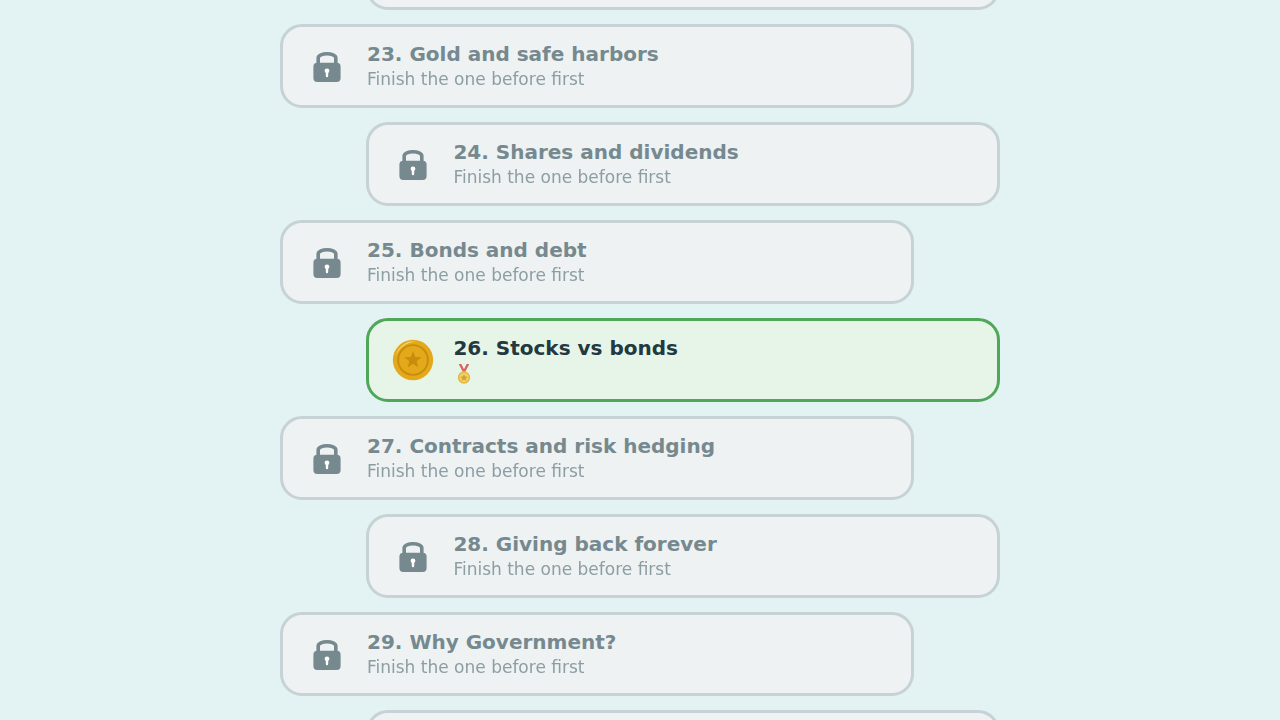 23. Gold and safe harbors
Finish the one before first
24. Shares and dividends
Finish the one before first
25. Bonds and debt
Finish the one before first
26. Stocks vs bonds
27. Contracts and risk hedging
Finish the one before first
28. Giving back forever
Finish the one before first
29. Why Government?
Finish the one before first